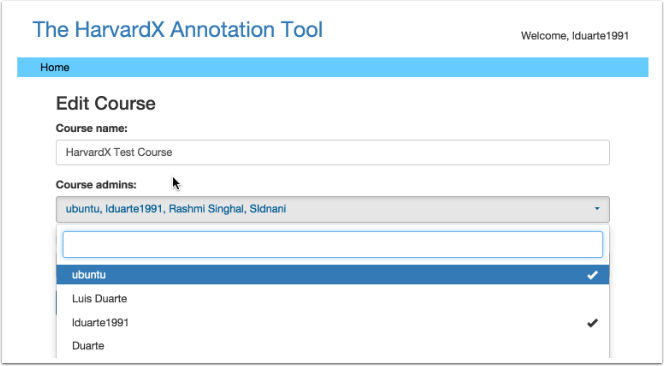 The HarvardX Annotation Tool
Welcome, lduarte1991
Home
Edit Course
Course name:
HarvardX Test Course
Course admins:
ubuntu, lduarte1991, Rashmi Singhal, SIdnani
ubuntu
Luis Duarte
lduarte1991
Duarte